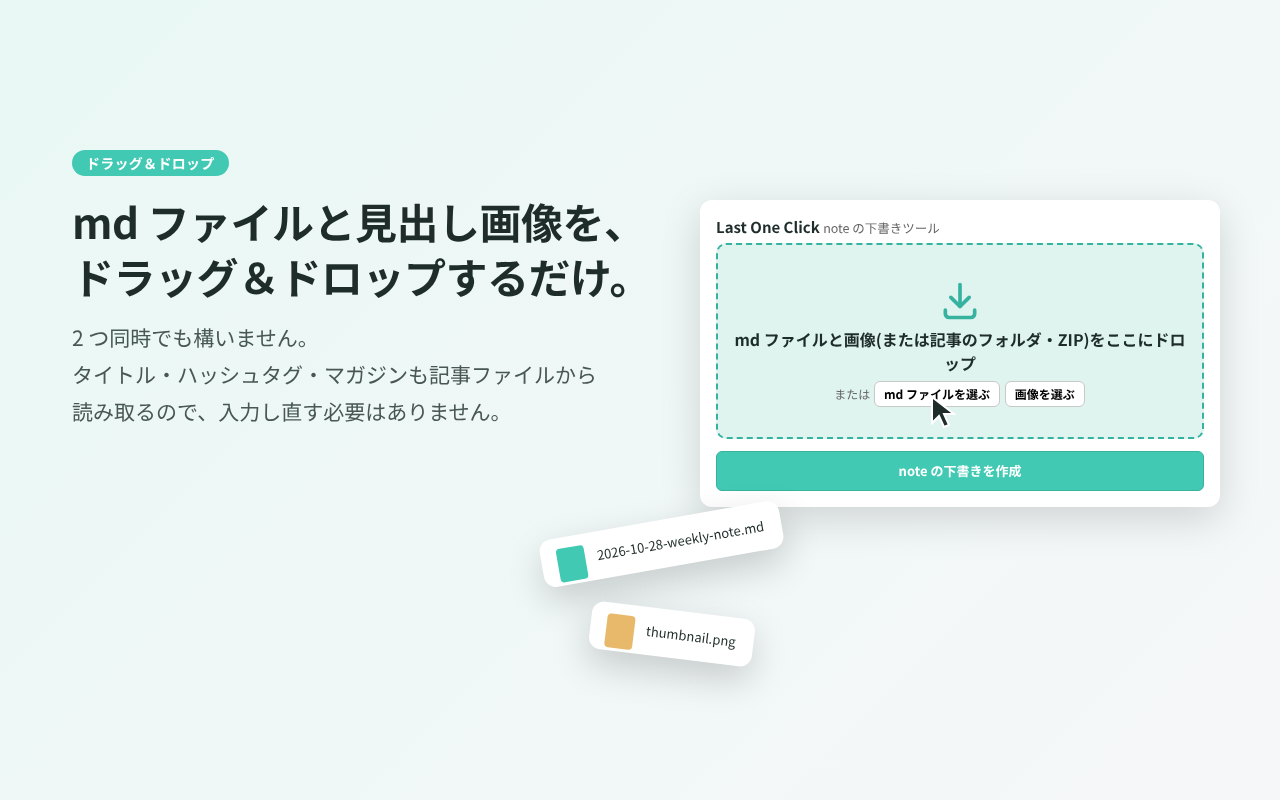 ドラッグ＆ドロップ
md ファイルと見出し画像を、
ドラッグ＆ドロップするだけ。
2 つ同時でも構いません。
タイトル・ハッシュタグ・マガジンも記事ファイルから
読み取るので、入力し直す必要はありません。
Last One Click note の下書きツール
md ファイルと画像(または記事のフォルダ・ZIP)をここにドロ
ップ
または md ファイルを選ぶ 画像を選ぶ
note の下書きを作成
2026-10-28-weekly-note.md
thumbnail.png